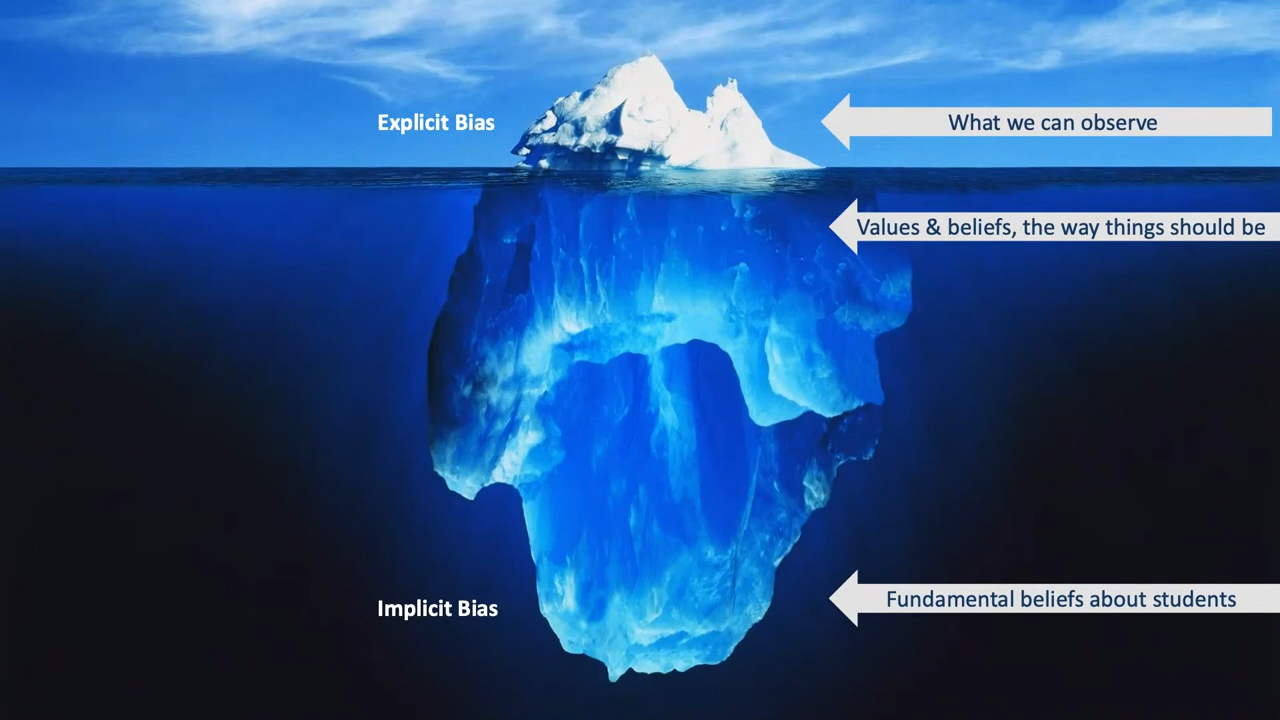 Explicit Bias
What we can observe
Values & beliefs, the way things should be
Fundamental beliefs about students
Implicit Bias